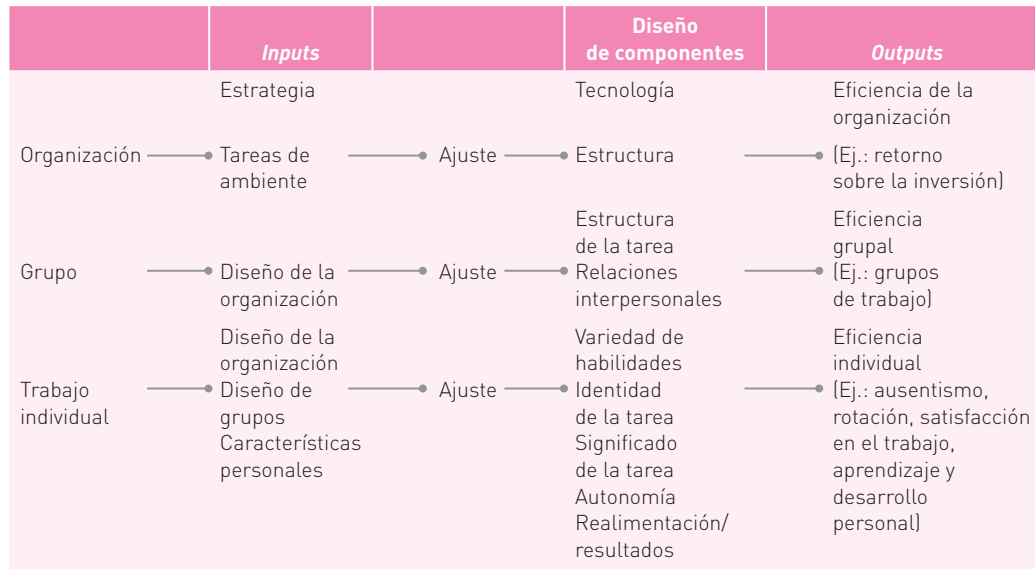 Inputs
Diseño
de componentes
Outputs
Estrategia
Tecnología
Eficiencia de la
organización
Organización
Tareas de
ambiente
Ajuste
Estructura
(Ej.: retorno
sobre la inversión)
Grupo
Diseño de la
organización
Ajuste
Estructura
de la tarea
Relaciones
interpersonales
Eficiencia
grupal
(Ej.: grupos
de trabajo)
Trabajo
individual
Diseño de la
organización
Diseño de
grupos
Características
personales
Ajuste
Variedad de
habilidades
Identidad
de la tarea
Significado
de la tarea
Autonomía
Realimentación/
resultados
Eficiencia
individual
(Ej.: ausentismo,
rotación, satisfacción
en el trabajo,
aprendizaje y
desarrollo
personal)